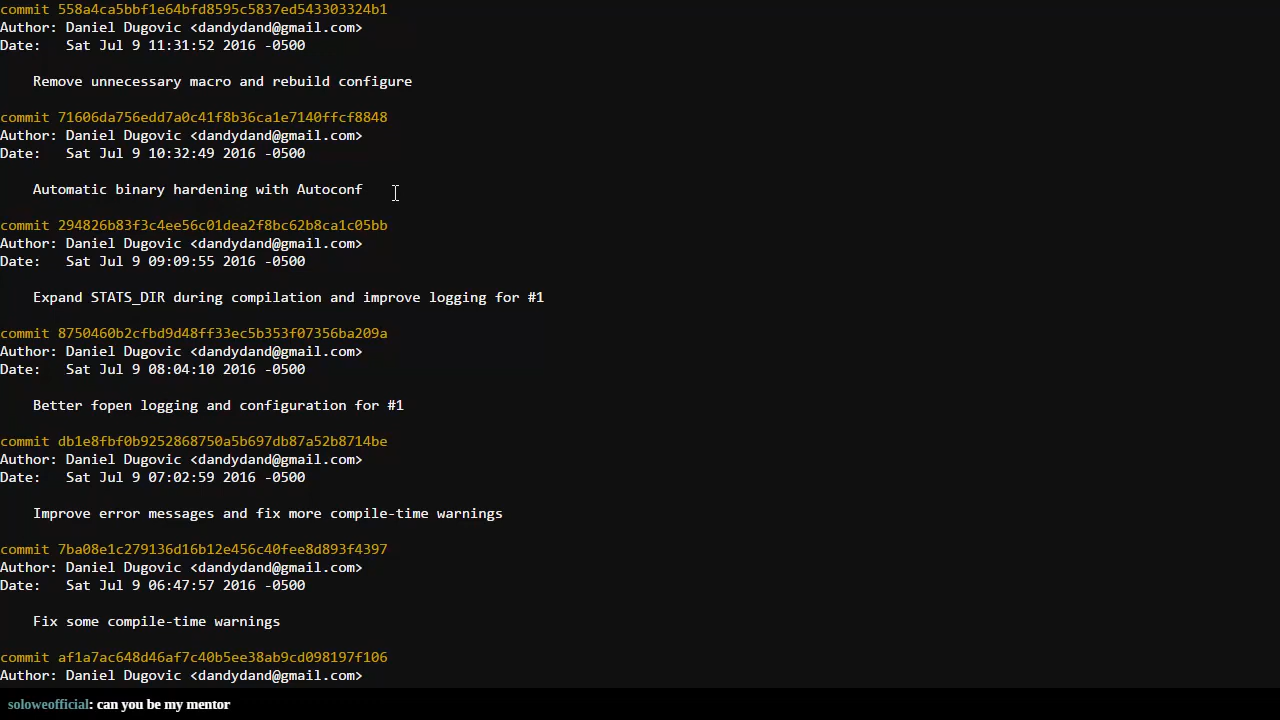 commit 558a4ca5bbf1e64bfd8595c5837ed543303324b1
Author: Daniel Dugovic <dandydand@gmail.com>
Date:   Sat Jul 9 11:31:52 2016 -0500
Remove unnecessary macro and rebuild configure
commit 71606da756edd7a0c41f8b36ca1e7140ffcf8848
Author: Daniel Dugovic <dandydand@gmail.com>
Date:   Sat Jul 9 10:32:49 2016 -0500
Automatic binary hardening with Autoconf
commit 294826b83f3c4ee56c01dea2f8bc62b8ca1c05bb
Author: Daniel Dugovic <dandydand@gmail.com>
Date:   Sat Jul 9 09:09:55 2016 -0500
Expand STATS_DIR during compilation and improve logging for #1
commit 8750460b2cfbd9d48ff33ec5b353f07356ba209a
Author: Daniel Dugovic <dandydand@gmail.com>
Date:   Sat Jul 9 08:04:10 2016 -0500
Better fopen logging and configuration for #1
commit db1e8fbf0b9252868750a5b697db87a52b8714be
Author: Daniel Dugovic <dandydand@gmail.com>
Date:   Sat Jul 9 07:02:59 2016 -0500
Improve error messages and fix more compile-time warnings
commit 7ba08e1c279136d16b12e456c40fee8d893f4397
Author: Daniel Dugovic <dandydand@gmail.com>
Date:   Sat Jul 9 06:47:57 2016 -0500
Fix some compile-time warnings
commit af1a7ac648d46af7c40b5ee38ab9cd098197f106
Author: Daniel Dugovic <dandydand@gmail.com>
soloweofficial: can you be my mentor